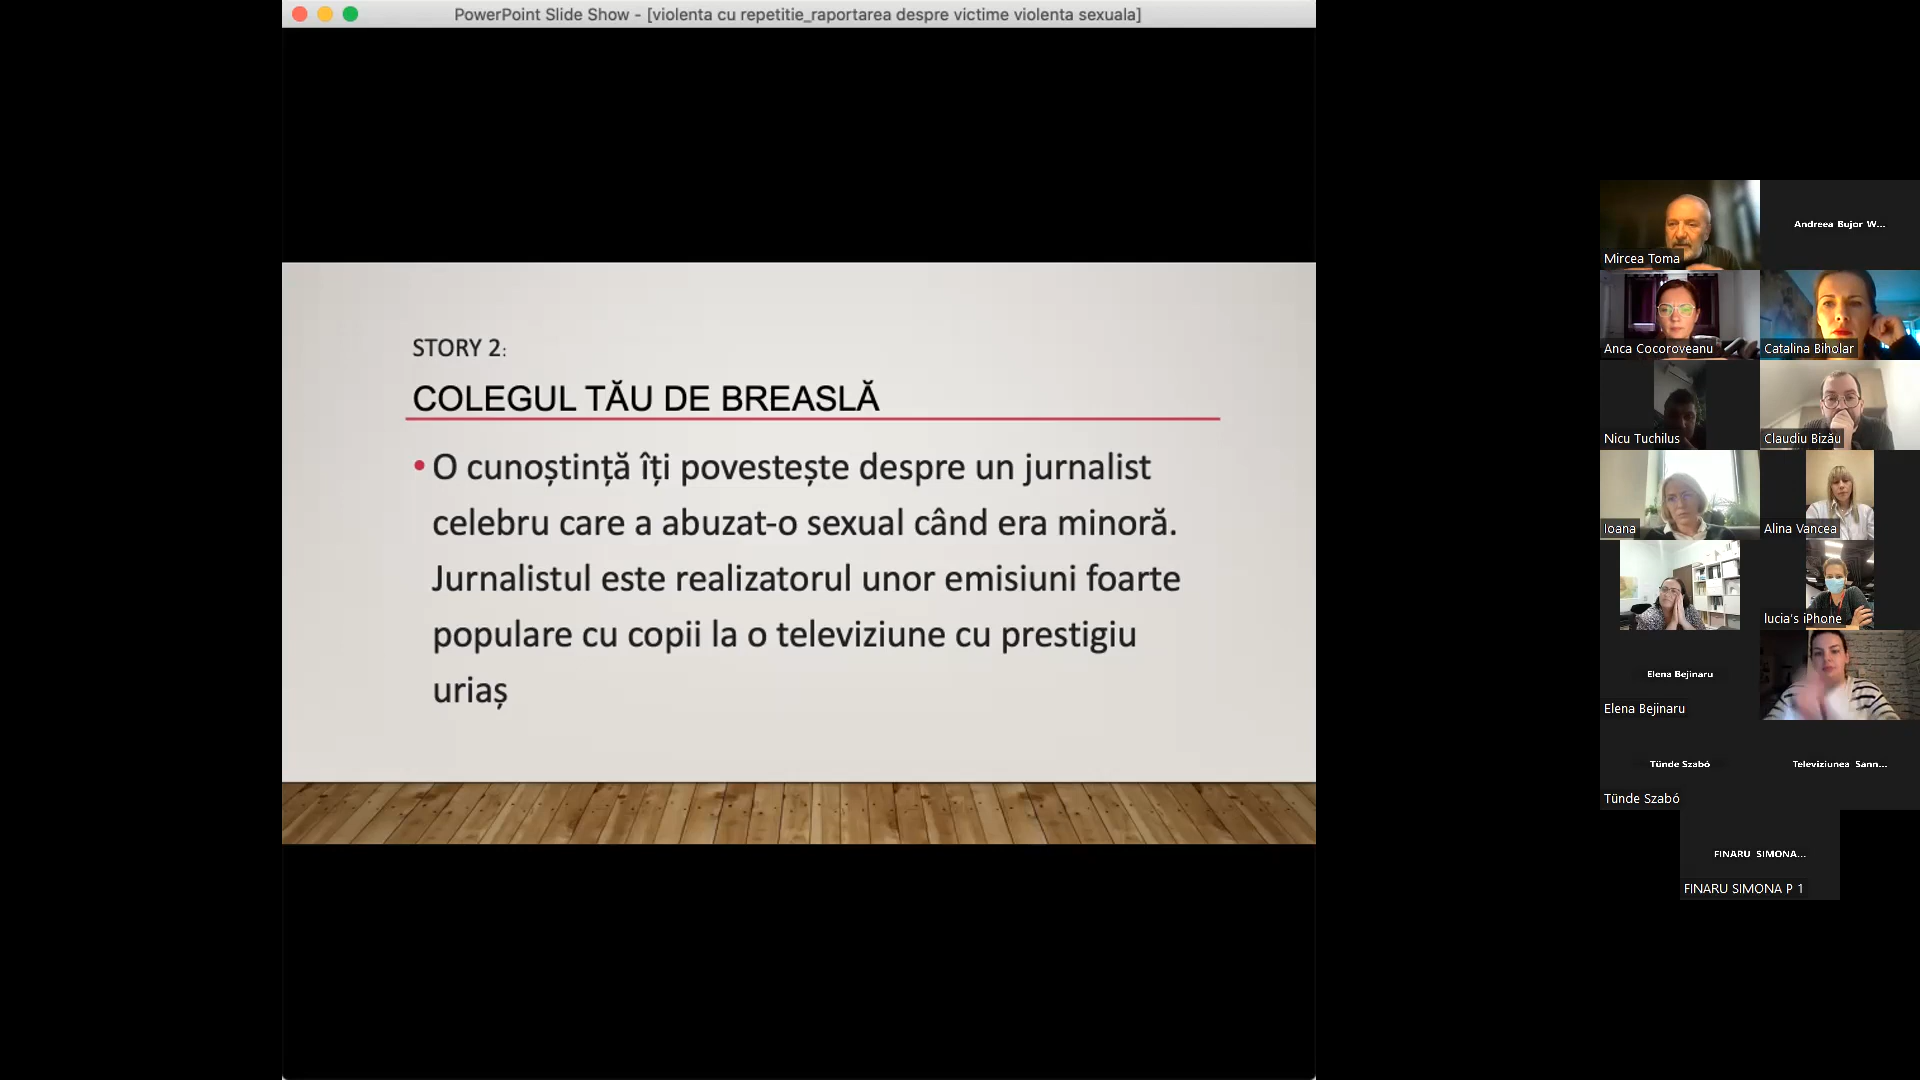 PowerPoint Slide Show - [violenta cu repetitie_raportarea despre victime violenta sexuala]
STORY 2:
COLEGUL TĂU DE BREASLĂ
• O cunoștință îți povestește despre un jurnalist
celebru care a abuzat-o sexual când era minoră.
Jurnalistul este realizatorul unor emisiuni foarte
populare cu copii la o televiziune cu prestigiu
uriaș
Mircea Toma
Andreea Bujor W...
Anca Cocoroveanu
Catalina Biholar
Nicu Tuchilus
Claudiu Bizău
Ioana
Alina Vancea
lucia's iPhone
Elena Bejinaru
Elena Bejinaru
Tünde Szabó
Televiziunea Sann...
Tünde Szabó
FINARU SIMONA...
FINARU SIMONA P 1